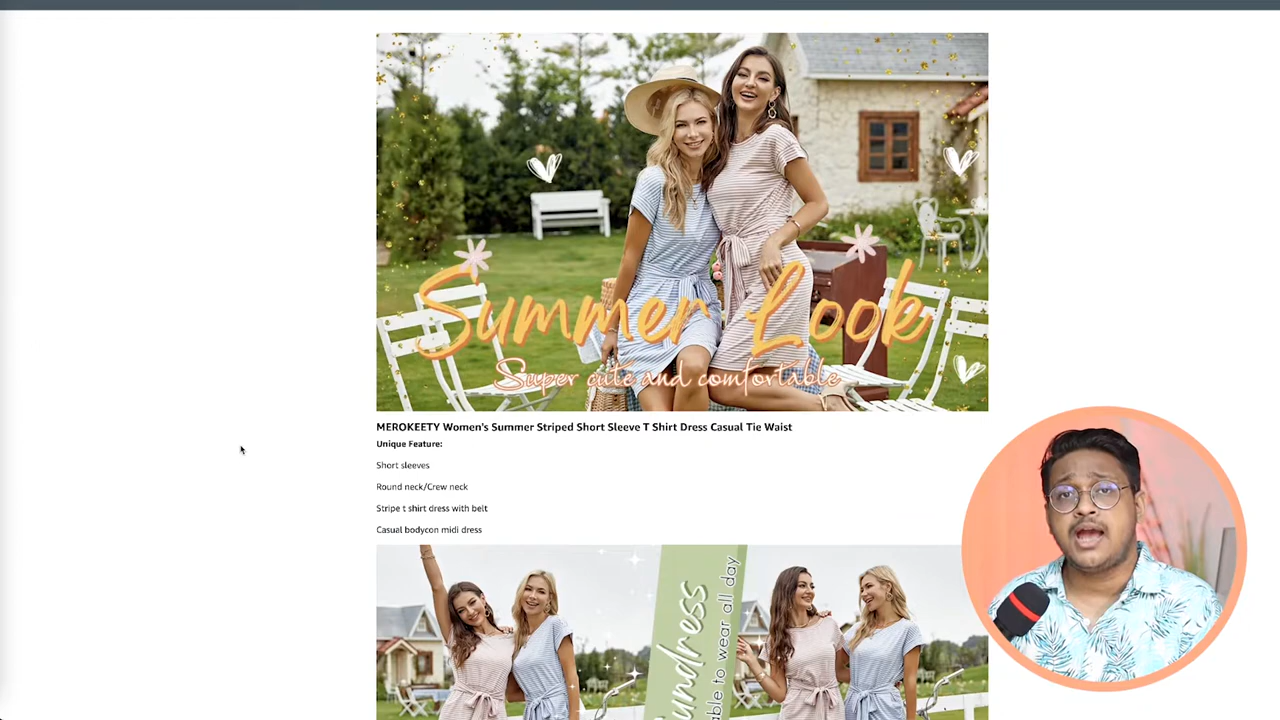 Summer Look
Super cute and comfortable
MEROKEETY Women's Summer Striped Short Sleeve T Shirt Dress Casual Tie Waist
Unique Feature:
Short sleeves
Round neck/Crew neck
Stripe t shirt dress with belt
Casual bodycon midi dress
to wear all day